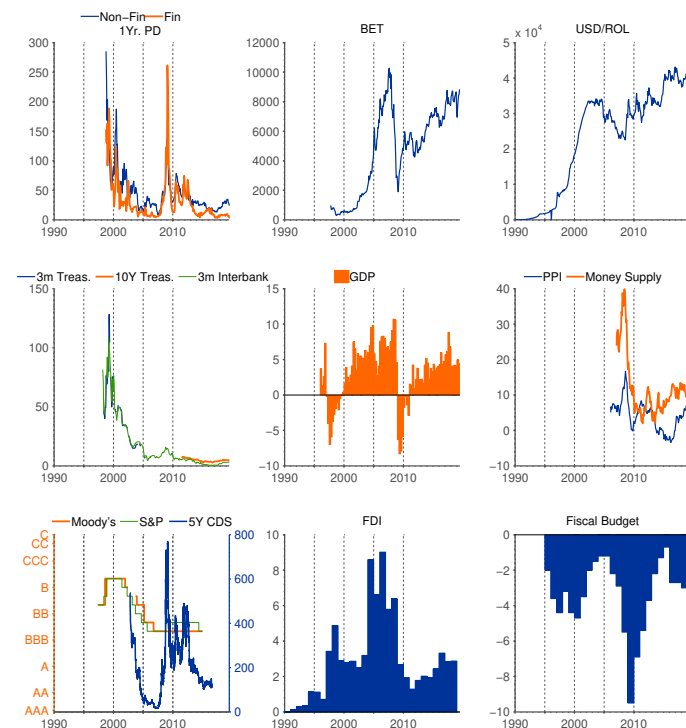 Non-Fin Fin
1Yr. PD
300
250
200
150
100
50
0
1990 2000 2010
BET
12000
10000
8000
6000
4000
2000
0
1990 2000 2010
USD/ROL
5 × 10^4
4
3
2
1
0
1990 2000 2010
3m Treas. 10Y Treas. 3m Interbank
150
100
50
0
1990 2000 2010
GDP
15
10
5
0
−5
−10
1990 2000 2010
PPI Money Supply
40
30
20
10
0
−10
1990 2000 2010
Moody's S&P 5Y CDS
C
CC
CCC
B
BB
BBB
A
AA
AAA
800
600
400
200
0
1990 2000 2010
FDI
10
8
6
4
2
0
1990 2000 2010
Fiscal Budget
0
−2
−4
−6
−8
−10
1990 2000 2010